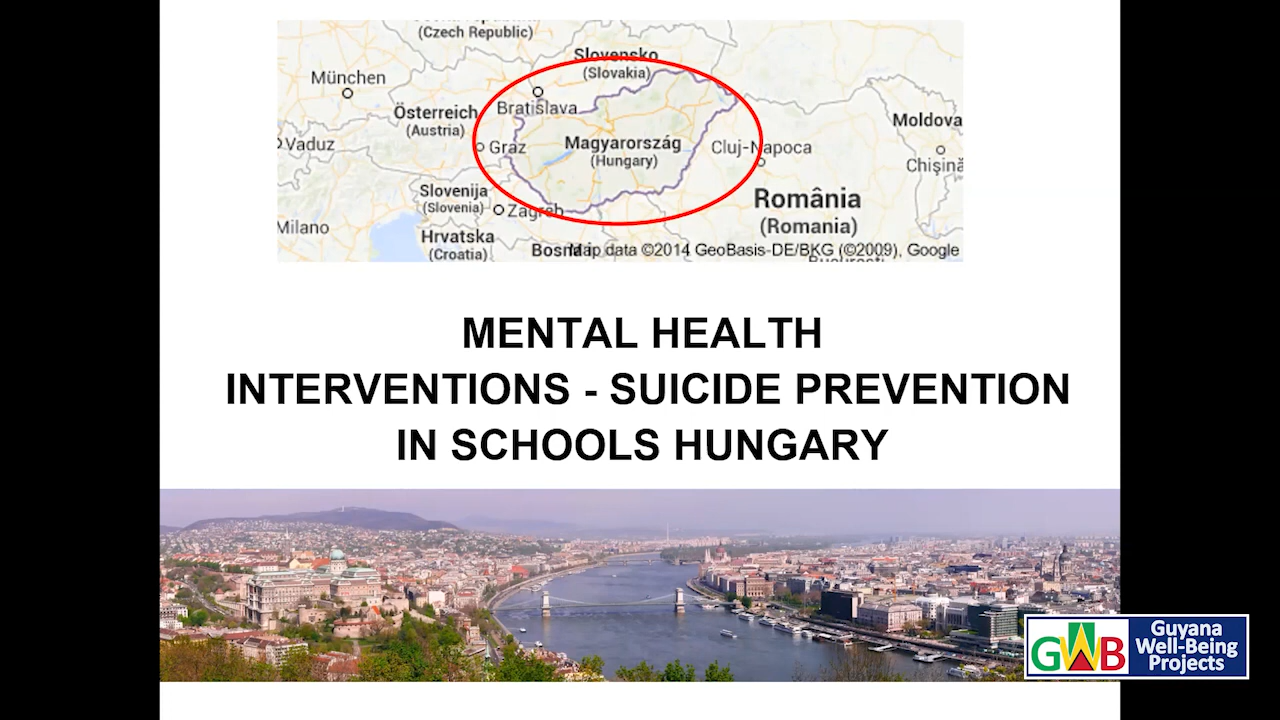 (Czech Republic)
Slovensko
(Slovakia)
München
Bratislava
Österreich
(Austria)
Moldova
Vaduz
Graz
Magyarország
(Hungary)
Cluj-Napoca
Chişină
Slovenija
(Slovenia)
Zagreb
România
(Romania)
Milano
Hrvatska
(Croatia)
Map data ©2014 GeoBasis-DE/BKG (©2009), Google
MENTAL HEALTH
INTERVENTIONS - SUICIDE PREVENTION
IN SCHOOLS HUNGARY
GWB
Guyana
Well-Being
Projects